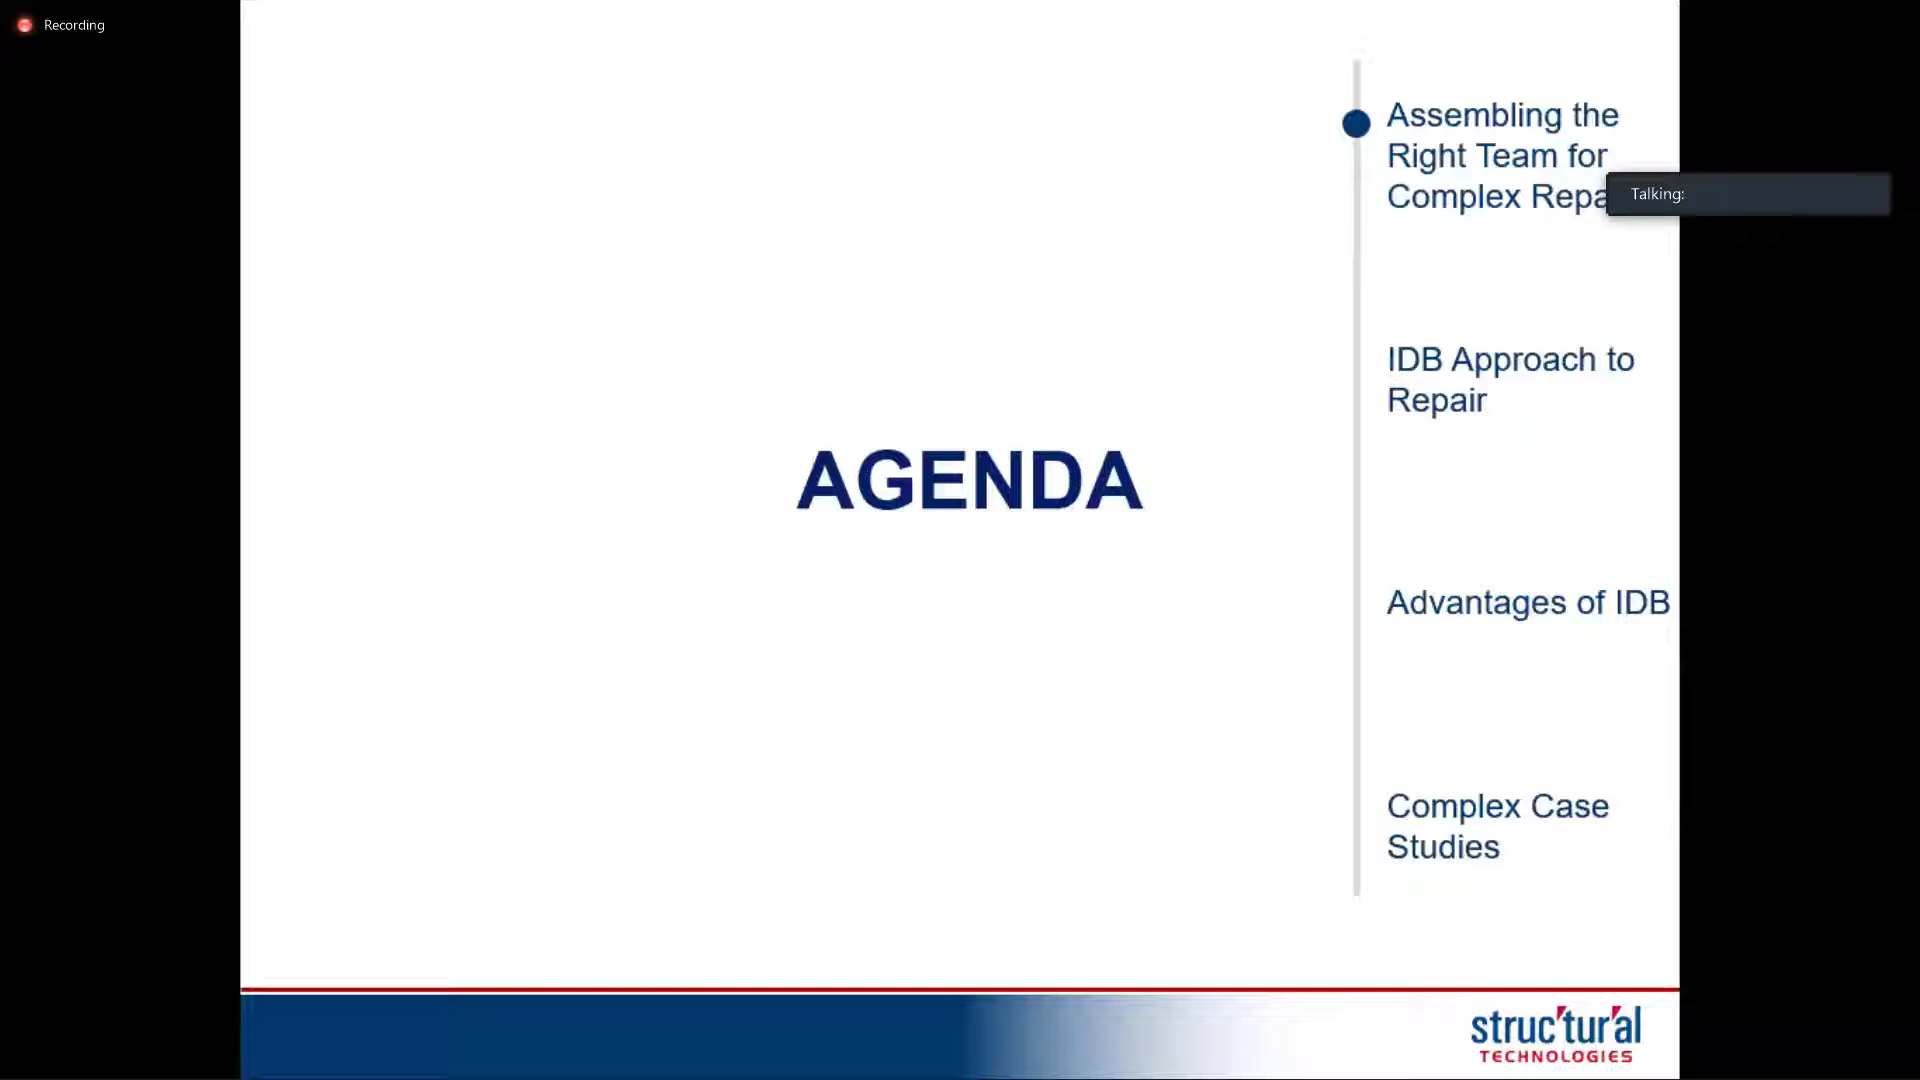 Recording
Assembling the
Right Team for
Complex Repa
Talking:
IDB Approach to
Repair
AGENDA
Advantages of IDB
Complex Case
Studies
struc'tur'al
TECHNOLOGIES